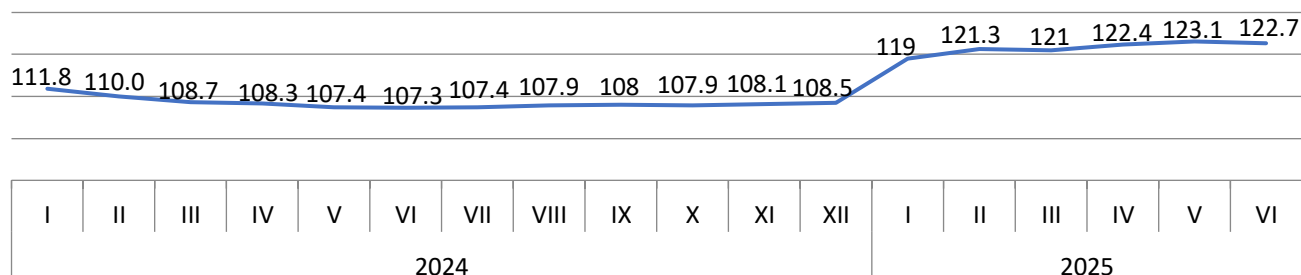 111.8 110.0 108.7 108.3 107.4 107.3 107.4 107.9 108 107.9 108.1 108.5 119 121.3 121 122.4 123.1 122.7
I II III IV V VI VII VIII IX X XI XII I II III IV V VI
2024 2025